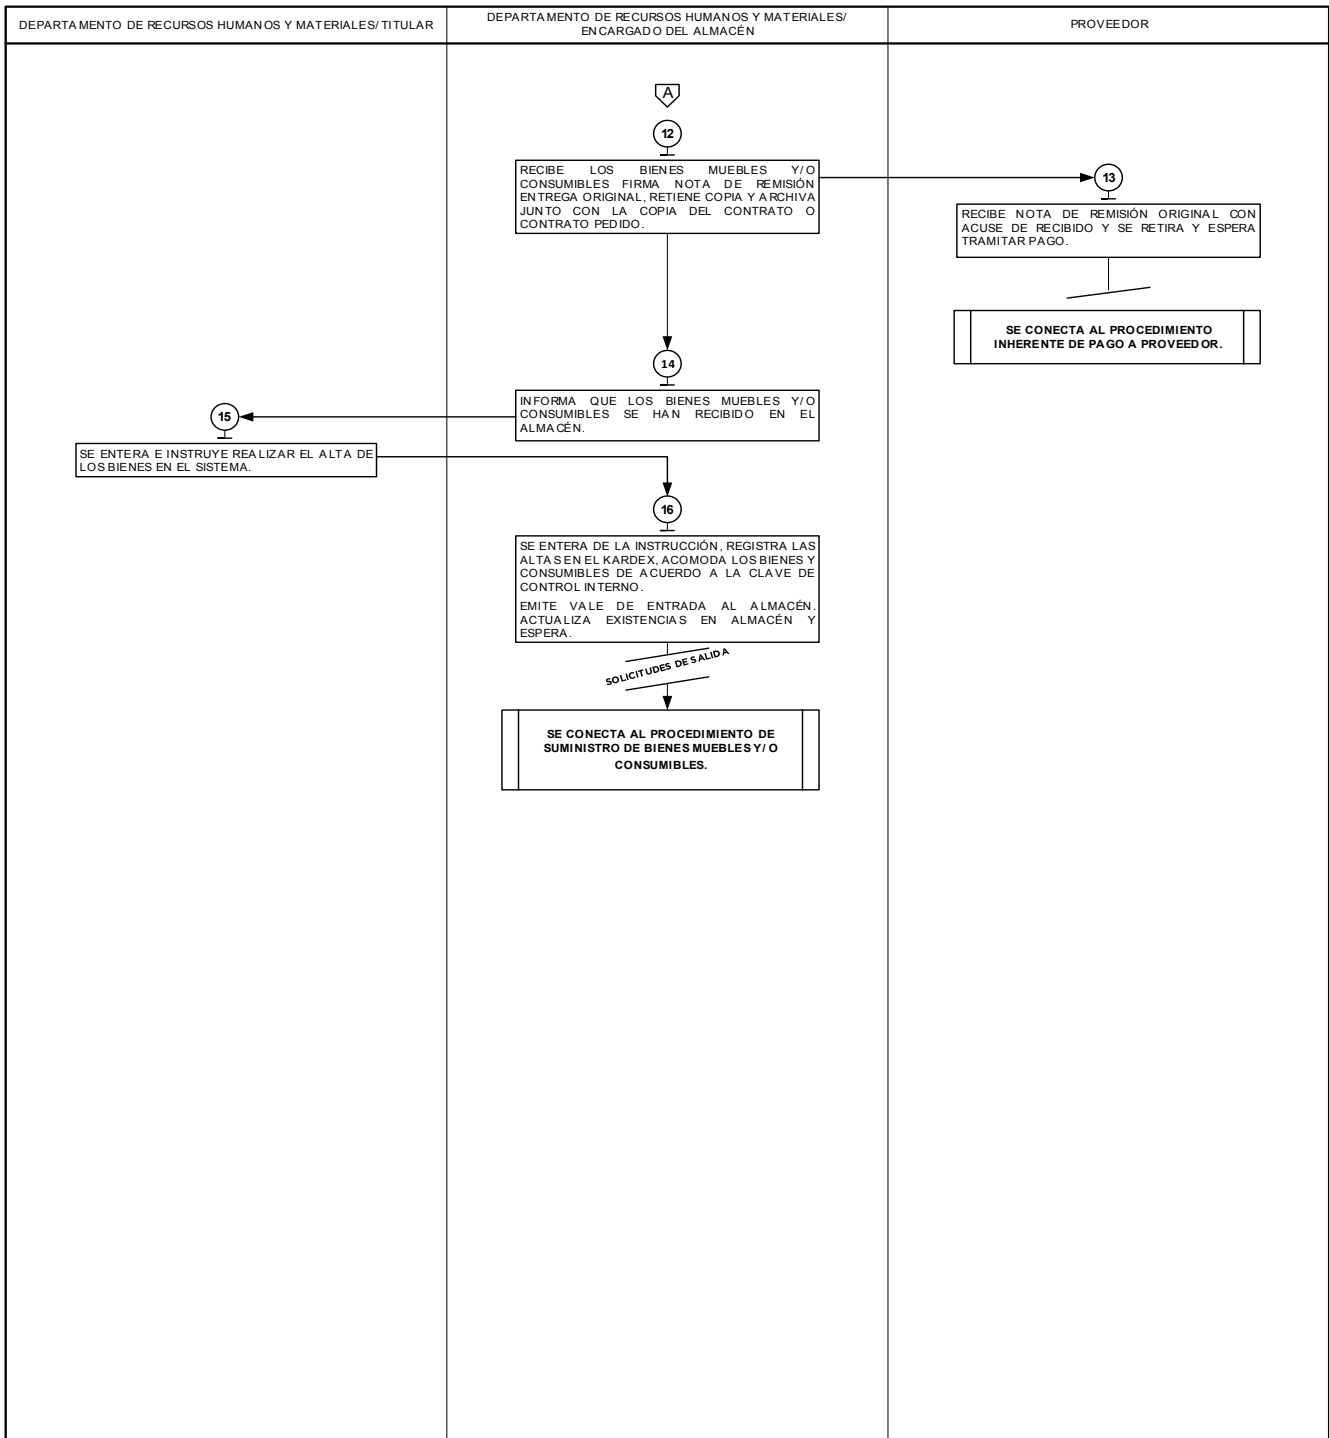 DEPARTAMENTO DE RECURSOS HUMANOS Y MATERIALES/ TITULAR
DEPARTAMENTO DE RECURSOS HUMANOS Y MATERIALES/
ENCARGADO DEL ALMACÉN
PROVEEDOR
A
12
RECIBE LOS BIENES MUEBLES Y/O
CONSUMIBLES FIRMA NOTA DE REMISIÓN
ENTREGA ORIGINAL, RETIENE COPIA Y ARCHIVA
JUNTO CON LA COPIA DEL CONTRATO O
CONTRATO PEDIDO.
13
RECIBE NOTA DE REMISIÓN ORIGINAL CON
ACUSE DE RECIBIDO Y SE RETIRA Y ESPERA
TRAMITAR PAGO.
SE CONECTA AL PROCEDIMIENTO
INHERENTE DE PAGO A PROVEEDOR.
14
INFORMA QUE LOS BIENES MUEBLES Y/O
CONSUMIBLES SE HAN RECIBIDO EN EL
ALMACÉN.
15
SE ENTERA E INSTRUYE REALIZAR EL ALTA DE
LOS BIENES EN EL SISTEMA.
16
SE ENTERA DE LA INSTRUCCIÓN, REGISTRA LAS
ALTAS EN EL KARDEX, ACOMODA LOS BIENES Y
CONSUMIBLES DE ACUERDO A LA CLAVE DE
CONTROL INTERNO.
EMITE VALE DE ENTRADA AL ALMACÉN.
ACTUALIZA EXISTENCIAS EN ALMACÉN Y
ESPERA.
SOLICITUDES DE SALIDA
SE CONECTA AL PROCEDIMIENTO DE
SUMINISTRO DE BIENES MUEBLES Y/O
CONSUMIBLES.